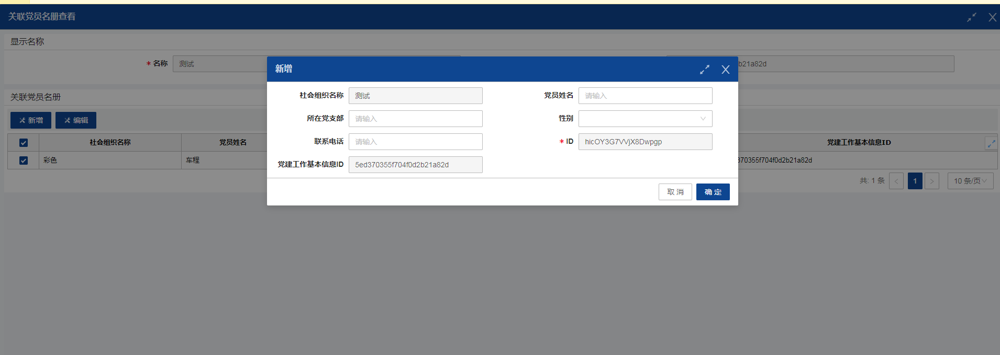 关联党员名册查看
显示名称
* 名称 测试
b21a82d
关联党员名册
新增 编辑
社会组织名称 党员姓名 党建工作基本信息ID
彩色 车程 370355f704f0d2b21a82d
共: 1 条 < 1 > 10 条/页
新增
社会组织名称 测试 党员姓名 请输入
所在党支部 请输入 性别
联系电话 请输入 * ID hicOY3G7VVjX8Dwpgp
党建工作基本信息ID 5ed370355f704f0d2b21a82d
取 消 确 定